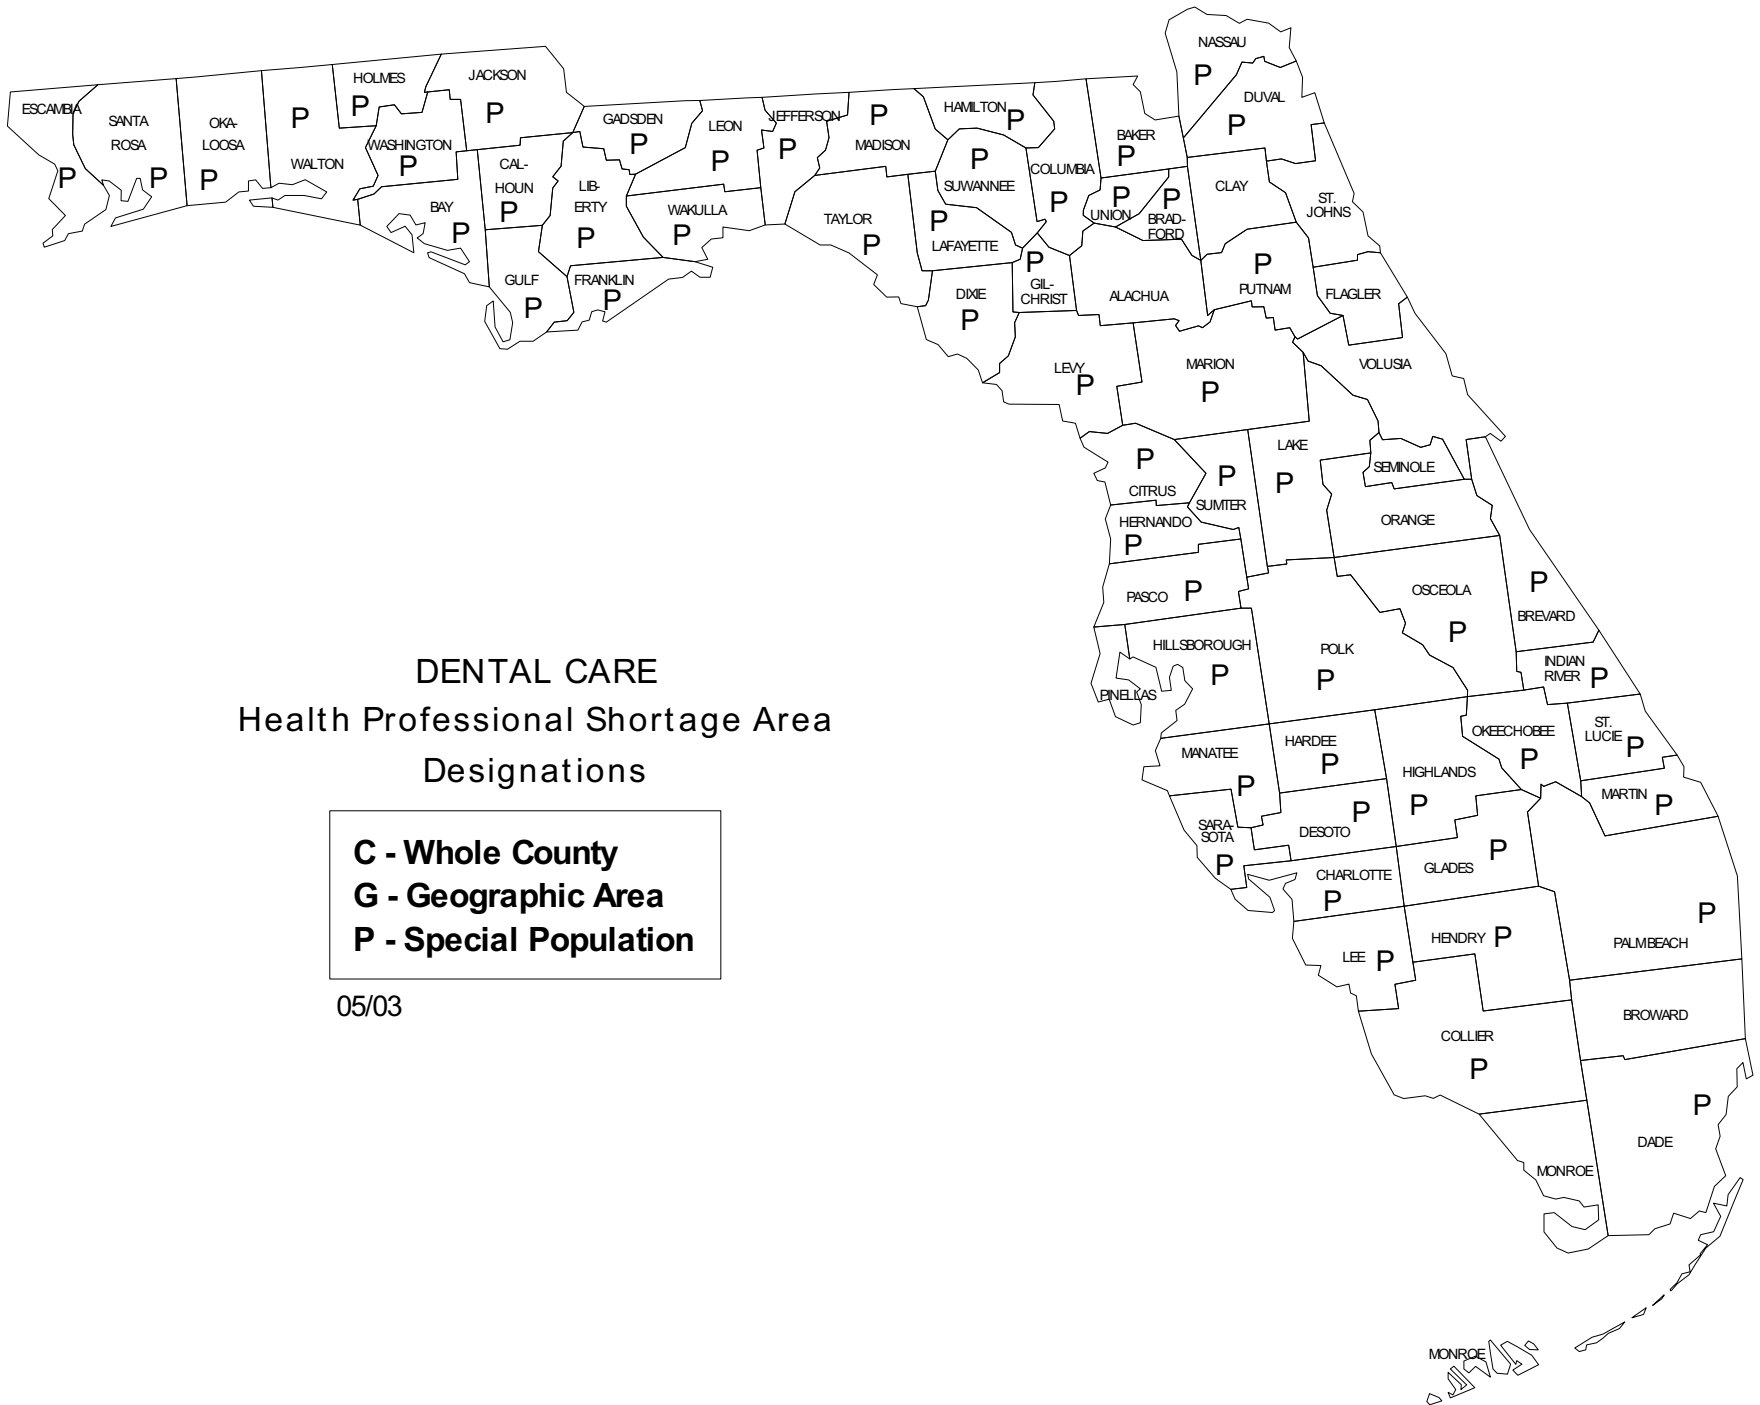 NASSAU
P
HOLMES
P
JACKSON
P
ESCAMBIA
P
SANTA
ROSA
P
OKA-
LOOSA
P
P
WALTON
WASHINGTON
P
BAY
P
CAL-
HOUN
P
GULF
P
GADSDEN
P
LIB-
ERTY
P
FRANKLIN
P
LEON
P
WAKULLA
P
JEFFERSON
P
P
MADISON
TAYLOR
P
HAMILTON
P
P
SUWANNEE
P
LAFAYETTE
DIXIE
P
COLUMBIA
P
P
GIL-
CHRIST
BAKER
P
P
UNION
P
BRAD-
FORD
DUVAL
P
CLAY
ST.
JOHNS
ALACHUA
P
PUTNAM
FLAGLER
LEVY
P
MARION
P
VOLUSIA
P
CITRUS
P
SUMTER
LAKE
P
SEMINOLE
HERNANDO
P
ORANGE
PASCO
P
OSCEOLA
P
P
BREVARD
HILLSBOROUGH
P
PINELLAS
POLK
P
INDIAN
RIVER
P
MANATEE
P
HARDEE
P
HIGHLANDS
P
OKEECHOBEE
P
ST.
LUCIE
P
MARTIN
P
SARA-
SOTA
P
DESOTO
P
CHARLOTTE
P
GLADES
P
LEE
P
HENDRY
P
P
PALM BEACH
COLLIER
P
BROWARD
P
DADE
MONROE
MONROE
DENTAL CARE
Health Professional Shortage Area
Designations
C - Whole County
G - Geographic Area
P - Special Population
05/03